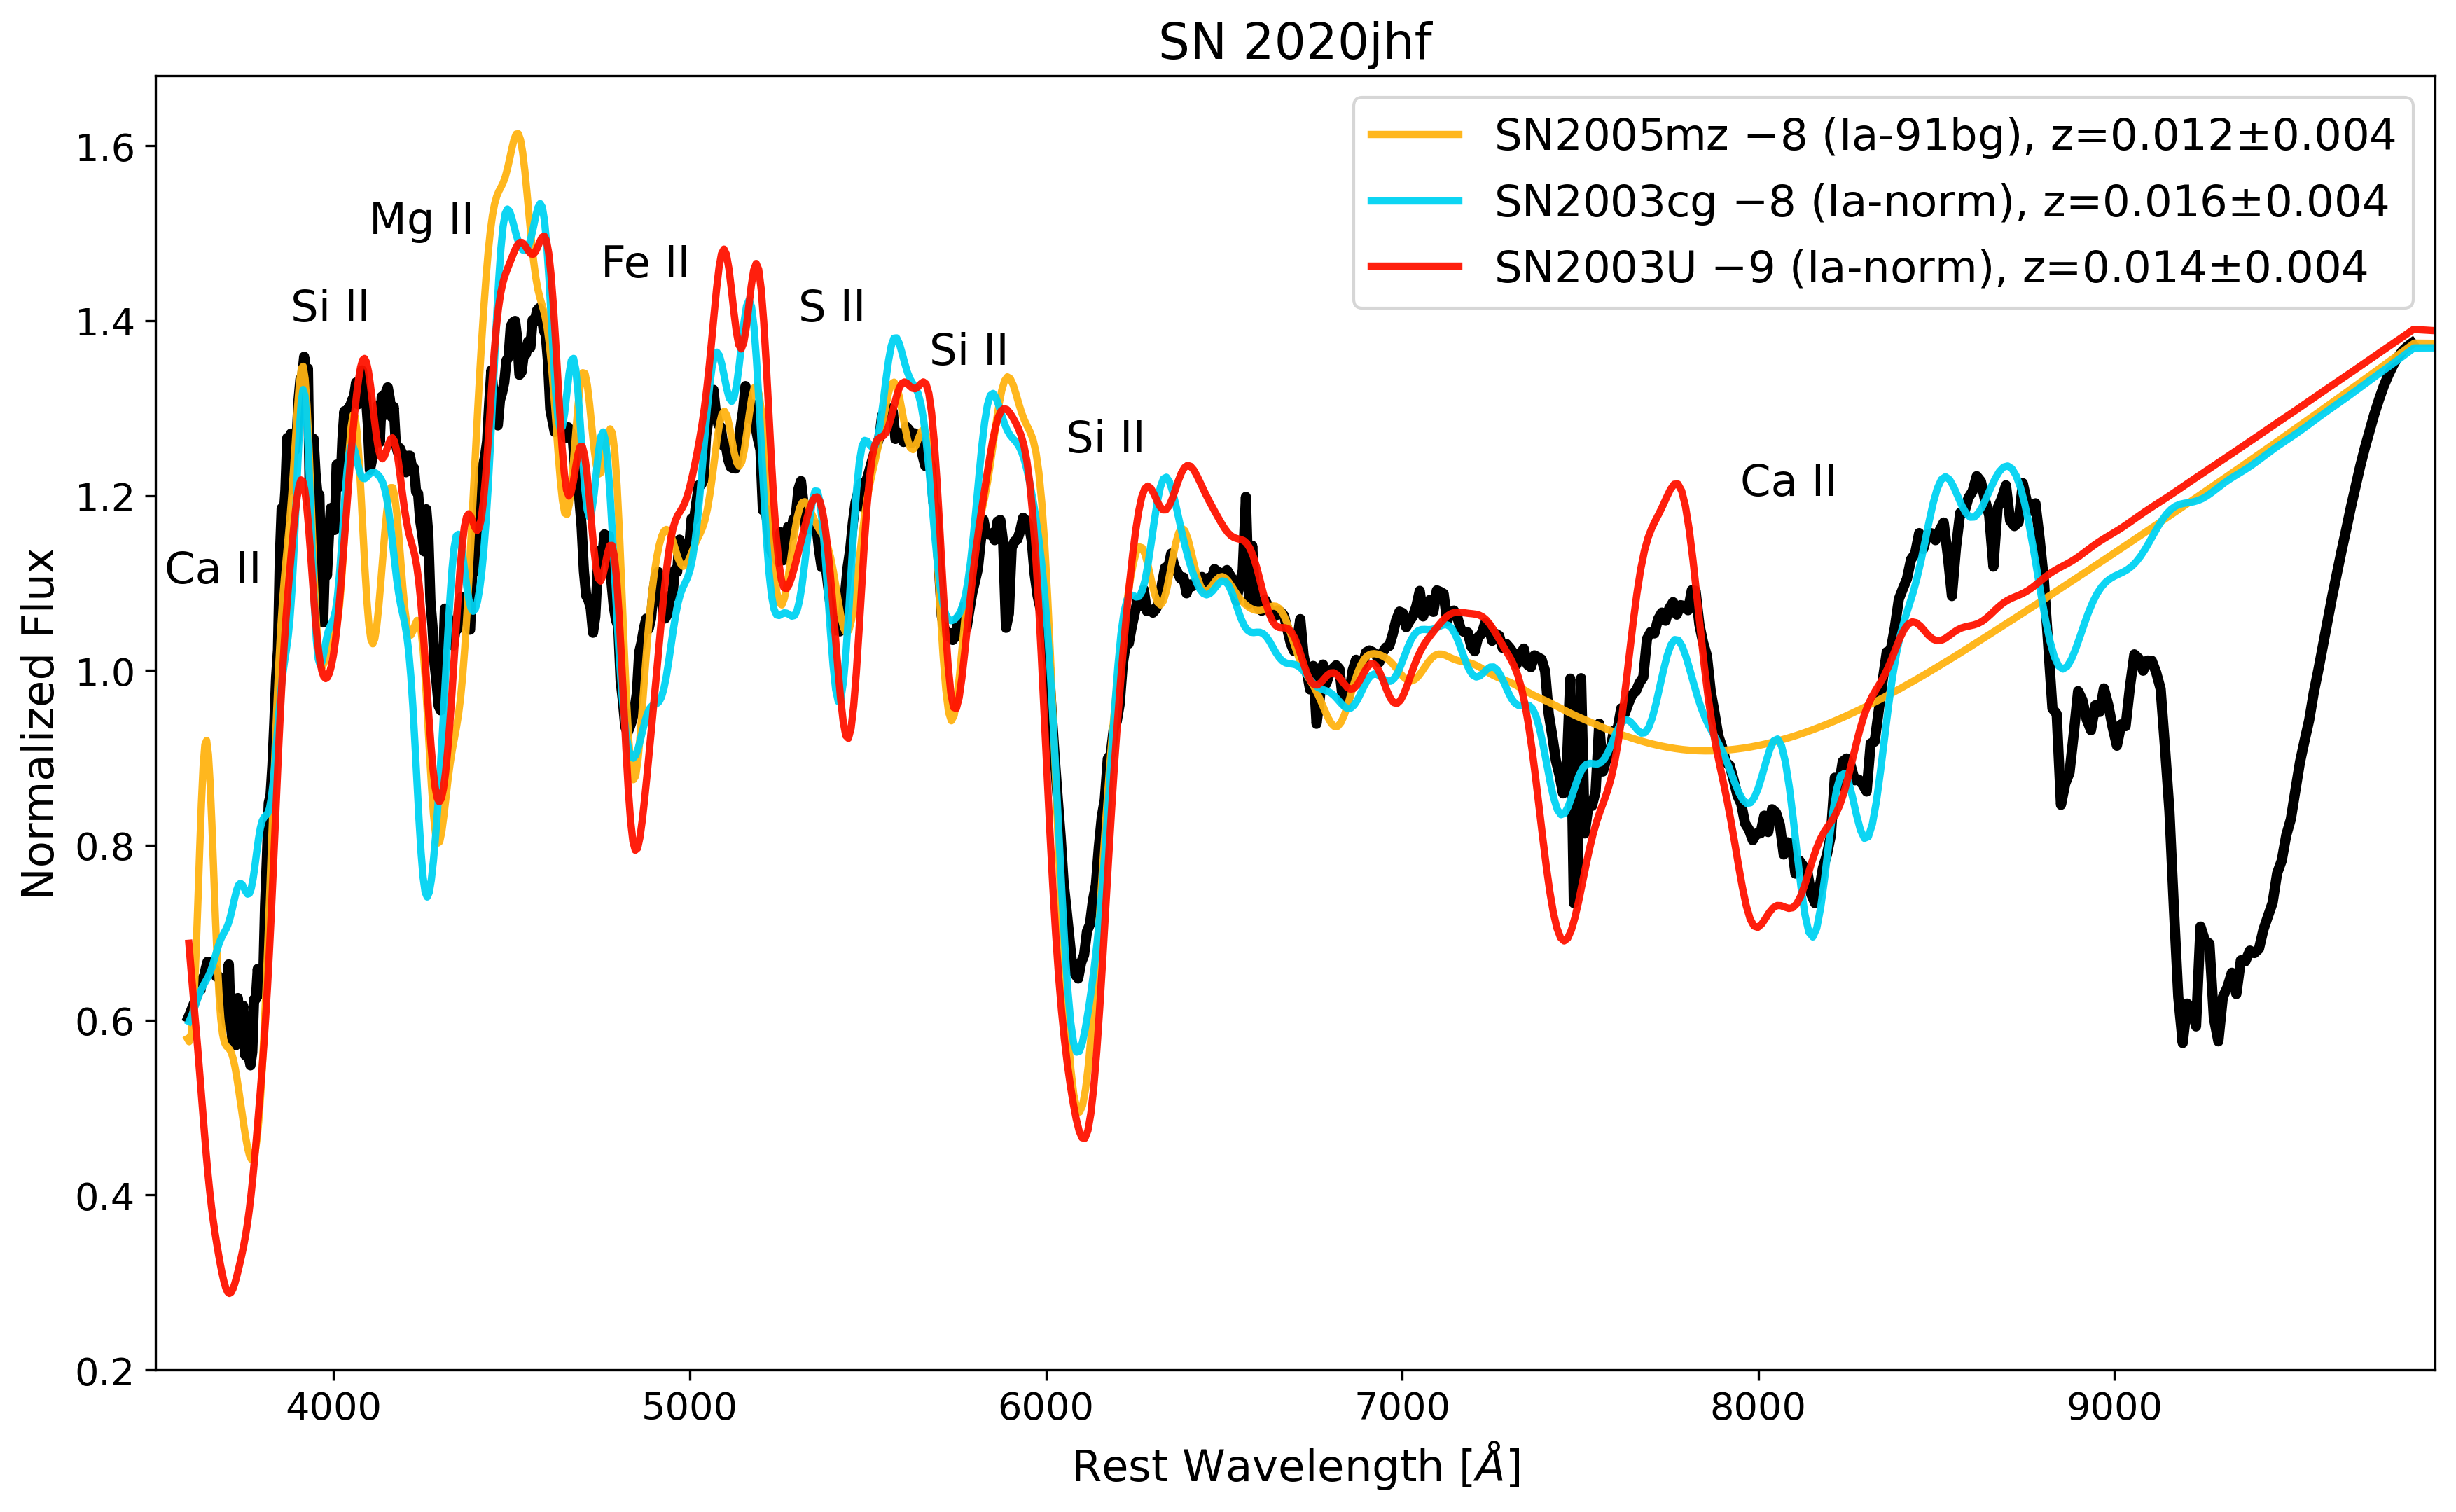 SN 2020jhf
SN2005mz −8 (Ia-91bg), z=0.012±0.004
SN2003cg −8 (Ia-norm), z=0.016±0.004
SN2003U −9 (Ia-norm), z=0.014±0.004
Mg II
Fe II
Si II
S II
Si II
Si II
Ca II
Ca II
Normalized Flux
1.6
1.4
1.2
1.0
0.8
0.6
0.4
0.2
4000
5000
6000
7000
8000
9000
Rest Wavelength [Å]